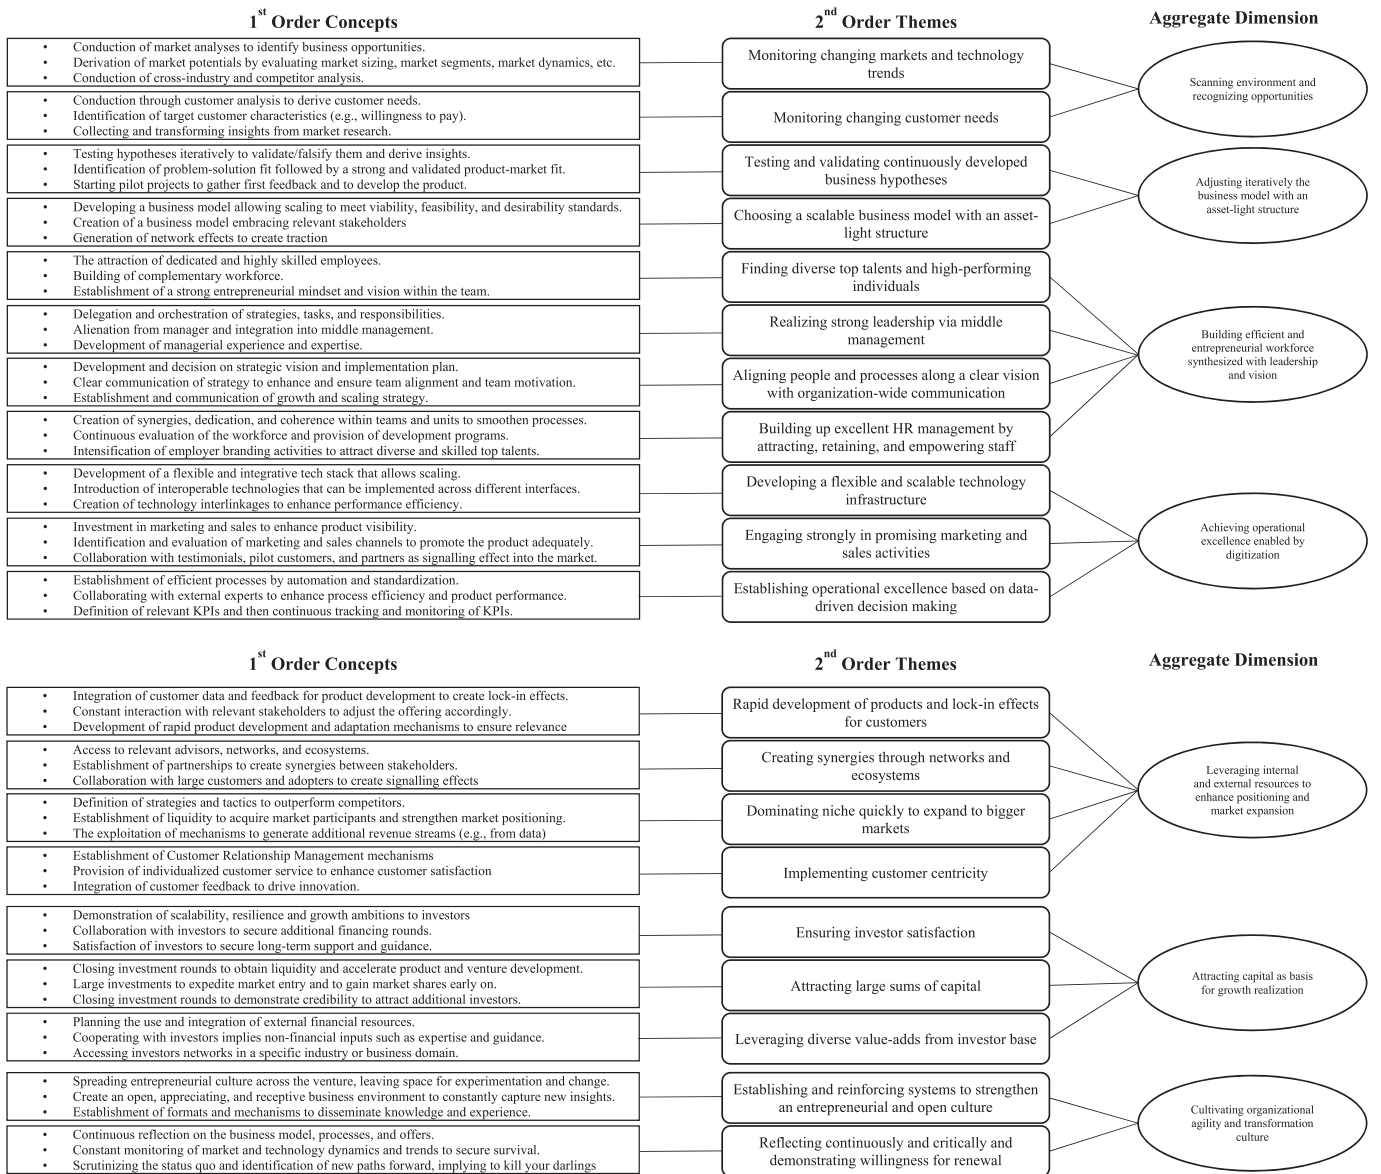 1st Order Concepts
2nd Order Themes
Aggregate Dimension
• Conduction of market analyses to identify business opportunities.
• Derivation of market potentials by evaluating market sizing, market segments, market dynamics, etc.
• Conduction of cross-industry and competitor analysis.
Monitoring changing markets and technology
trends
• Conduction through customer analysis to derive customer needs.
• Identification of target customer characteristics (e.g., willingness to pay).
• Collecting and transforming insights from market research.
Monitoring changing customer needs
Scanning environment and
recognizing opportunities
• Testing hypotheses iteratively to validate/falsify them and derive insights.
• Identification of problem-solution fit followed by a strong and validated product-market fit.
• Starting pilot projects to gather first feedback and to develop the product.
Testing and validating continuously developed
business hypotheses
• Developing a business model allowing scaling to meet viability, feasibility, and desirability standards.
• Creation of a business model embracing relevant stakeholders
• Generation of network effects to create traction
Choosing a scalable business model with an asset-
light structure
Adjusting iteratively the
business model with an
asset-light structure
• The attraction of dedicated and highly skilled employees.
• Building of complementary workforce.
• Establishment of a strong entrepreneurial mindset and vision within the team.
Finding diverse top talents and high-performing
individuals
• Delegation and orchestration of strategies, tasks, and responsibilities.
• Alienation from manager and integration into middle management.
• Development of managerial experience and expertise.
Realizing strong leadership via middle
management
• Development and decision on strategic vision and implementation plan.
• Clear communication of strategy to enhance and ensure team alignment and team motivation.
• Establishment and communication of growth and scaling strategy.
Aligning people and processes along a clear vision
with organization-wide communication
• Creation of synergies, dedication, and coherence within teams and units to smoothen processes.
• Continuous evaluation of the workforce and provision of development programs.
• Intensification of employer branding activities to attract diverse and skilled top talents.
Building up excellent HR management by
attracting, retaining, and empowering staff
Building efficient and
entrepreneurial workforce
synthesized with leadership
and vision
• Development of a flexible and integrative tech stack that allows scaling.
• Introduction of interoperable technologies that can be implemented across different interfaces.
• Creation of technology interlinkages to enhance performance efficiency.
Developing a flexible and scalable technology
infrastructure
• Investment in marketing and sales to enhance product visibility.
• Identification and evaluation of marketing and sales channels to promote the product adequately.
• Collaboration with testimonials, pilot customers, and partners as signalling effect into the market.
Engaging strongly in promising marketing and
sales activities
• Establishment of efficient processes by automation and standardization.
• Collaborating with external experts to enhance process efficiency and product performance.
• Definition of relevant KPIs and then continuous tracking and monitoring of KPIs.
Establishing operational excellence based on data-
driven decision making
Achieving operational
excellence enabled by
digitization
1st Order Concepts
2nd Order Themes
Aggregate Dimension
• Integration of customer data and feedback for product development to create lock-in effects.
• Constant interaction with relevant stakeholders to adjust the offering accordingly.
• Development of rapid product development and adaptation mechanisms to ensure relevance
Rapid development of products and lock-in effects
for customers
• Access to relevant advisors, networks, and ecosystems.
• Establishment of partnerships to create synergies between stakeholders.
• Collaboration with large customers and adopters to create signalling effects
Creating synergies through networks and
ecosystems
• Definition of strategies and tactics to outperform competitors.
• Establishment of liquidity to acquire market participants and strengthen market positioning.
• The exploitation of mechanisms to generate additional revenue streams (e.g., from data)
Dominating niche quickly to expand to bigger
markets
• Establishment of Customer Relationship Management mechanisms
• Provision of individualized customer service to enhance customer satisfaction
• Integration of customer feedback to drive innovation.
Implementing customer centricity
Leveraging internal
and external resources to
enhance positioning and
market expansion
• Demonstration of scalability, resilience and growth ambitions to investors
• Collaboration with investors to secure additional financing rounds.
• Satisfaction of investors to secure long-term support and guidance.
Ensuring investor satisfaction
• Closing investment rounds to obtain liquidity and accelerate product and venture development.
• Large investments to expedite market entry and to gain market shares early on.
• Closing investment rounds to demonstrate credibility to attract additional investors.
Attracting large sums of capital
• Planning the use and integration of external financial resources.
• Cooperating with investors implies non-financial inputs such as expertise and guidance.
• Accessing investors networks in a specific industry or business domain.
Leveraging diverse value-adds from investor base
Attracting capital as basis
for growth realization
• Spreading entrepreneurial culture across the venture, leaving space for experimentation and change.
• Create an open, appreciating, and receptive business environment to constantly capture new insights.
• Establishment of formats and mechanisms to disseminate knowledge and experience.
Establishing and reinforcing systems to strengthen
an entrepreneurial and open culture
• Continuous reflection on the business model, processes, and offers.
• Constant monitoring of market and technology dynamics and trends to secure survival.
• Scrutinizing the status quo and identification of new paths forward, implying to kill your darlings
Reflecting continuously and critically and
demonstrating willingness for renewal
Cultivating organizational
agility and transformation
culture